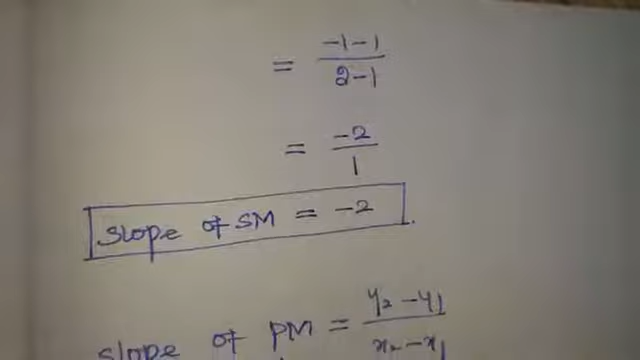 = -1-1 / 2-1
= -2 / 1
Slope of SM = -2.
slope of PM = y₂-y₁ / x₂-x₁